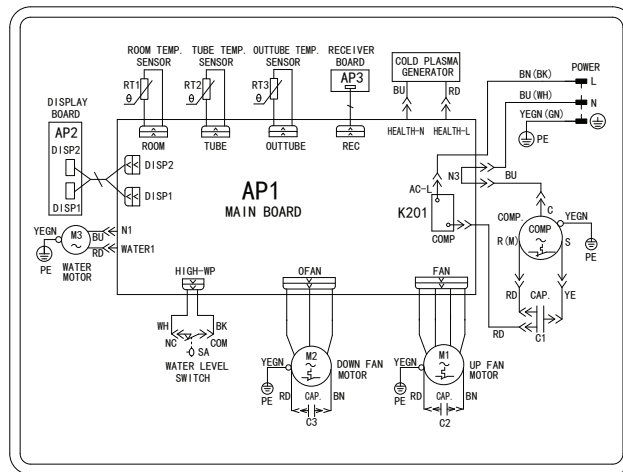 ROOM TEMP. SENSOR
TUBE TEMP. SENSOR
OUTTUBE TEMP. SENSOR
RECEIVER BOARD
COLD PLASMA GENERATOR
RT1
θ
RT2
θ
RT3
θ
AP3
BU
RD
BN(BK)
POWER
L
BU(WH)
N
YEGN(GN)
PE
DISPLAY BOARD
AP2
DISP2
DISP1
DISP2
DISP1
ROOM
TUBE
OUTTUBE
REC
HEALTH-N
HEALTH-L
AP1
MAIN BOARD
AC-L
N3
BU
K201
COMP
COMP.
C
YEGN
COMP
R(M)
S
PE
RD
CAP.
YE
C1
RD
YEGN
M3
~
BU
N1
RD
WATER1
PE
WATER MOTOR
HIGH-WP
WH
BK
NC
COM
SA
WATER LEVEL SWITCH
OFAN
YEGN
M2
DOWN FAN MOTOR
PE
RD
CAP.
BN
C3
FAN
YEGN
M1
UP FAN MOTOR
PE
RD
CAP.
BN
C2